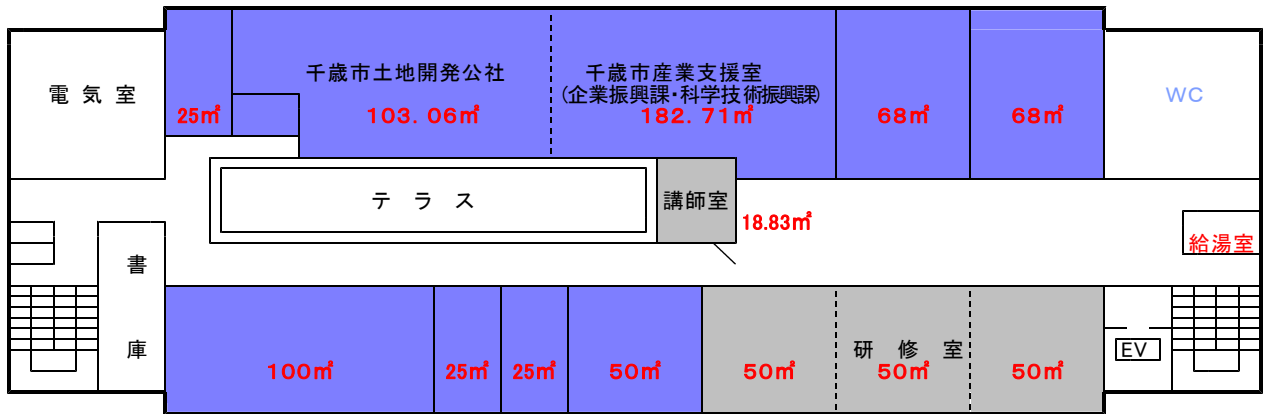 千歳市土地開発公社
千歳市産業支援室
(企業振興課・科学技術振興課)
電気室
25㎡
103.06㎡
182.71㎡
68㎡
68㎡
WC
テラス
講師室
18.83㎡
給湯室
書庫
研修室
EV
100㎡
25㎡
25㎡
50㎡
50㎡
50㎡
50㎡